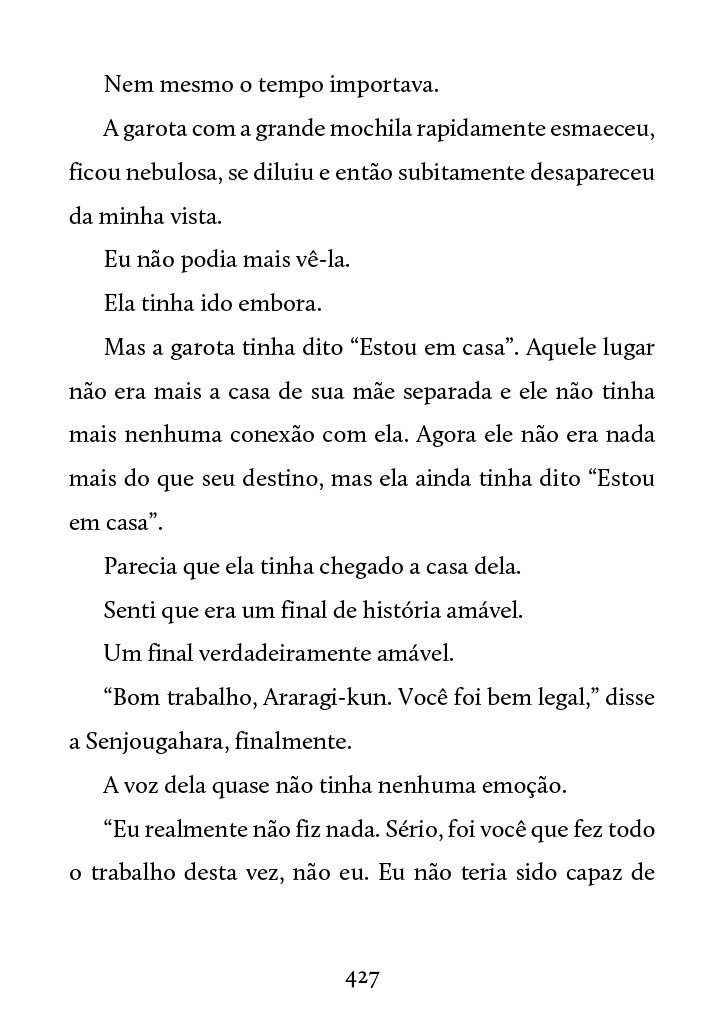 Nem mesmo o tempo importava.
A garota com a grande mochila rapidamente esmaeceu,
ficou nebulosa, se diluiu e então subitamente desapareceu
da minha vista.
Eu não podia mais vê-la.
Ela tinha ido embora.
Mas a garota tinha dito “Estou em casa”. Aquele lugar
não era mais a casa de sua mãe separada e ele não tinha
mais nenhuma conexão com ela. Agora ele não era nada
mais do que seu destino, mas ela ainda tinha dito “Estou
em casa”.
Parecia que ela tinha chegado a casa dela.
Senti que era um final de história amável.
Um final verdadeiramente amável.
“Bom trabalho, Araragi-kun. Você foi bem legal,” disse
a Senjougahara, finalmente.
A voz dela quase não tinha nenhuma emoção.
“Eu realmente não fiz nada. Sério, foi você que fez todo
o trabalho desta vez, não eu. Eu não teria sido capaz de
427